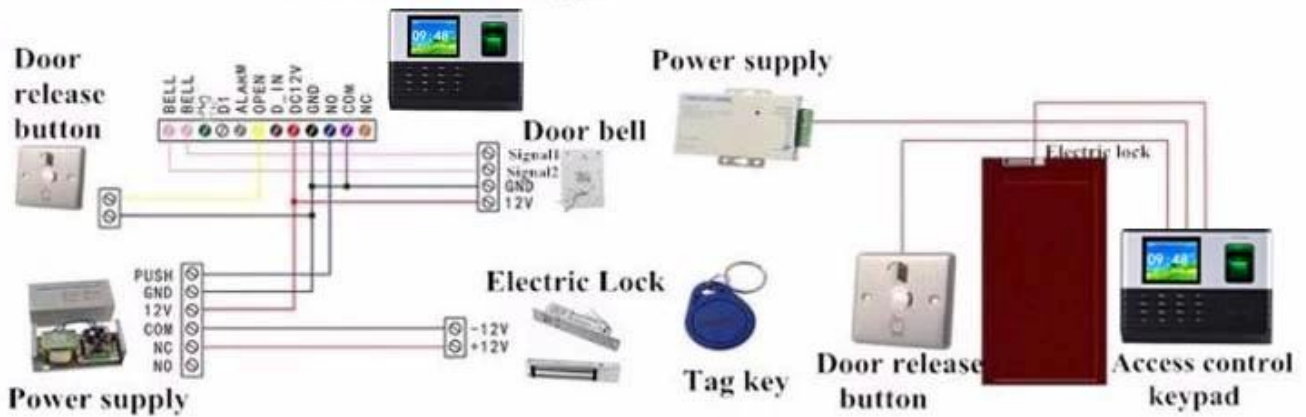 Door
release
button
BELL
BELL
D1
ALARM
OPEN
D_IN
DC12V
GND
NO
COM
NC
09:48
Door bell
Signal1
Signal2
GND
12V
PUSH
GND
12V
COM
NC
NO
Power supply
Electric Lock
-12V
+12V
Tag key
Power supply
Electric lock
09:48
Door release
button
Access control
keypad